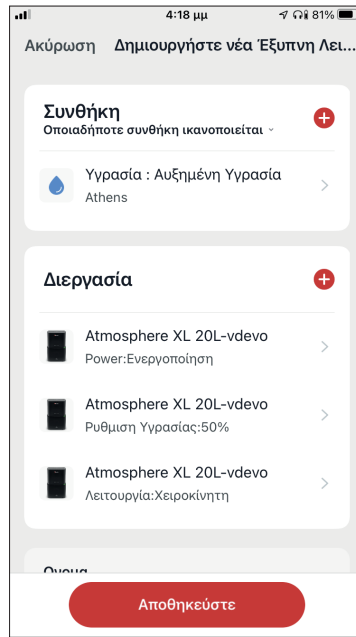 4:18 μμ 81%
Ακύρωση Δημιουργήστε νέα Έξυπνη Λει...
Συνθήκη
Οποιαδήποτε συνθήκη ικανοποιείται
Υγρασία : Αυξημένη Υγρασία
Athens
Διεργασία
Atmosphere XL 20L-vdevo
Power:Ενεργοποίηση
Atmosphere XL 20L-vdevo
Ρυθμιση Υγρασίας:50%
Atmosphere XL 20L-vdevo
Λειτουργία:Χειροκίνητη
Όνομα
Αποθηκεύστε